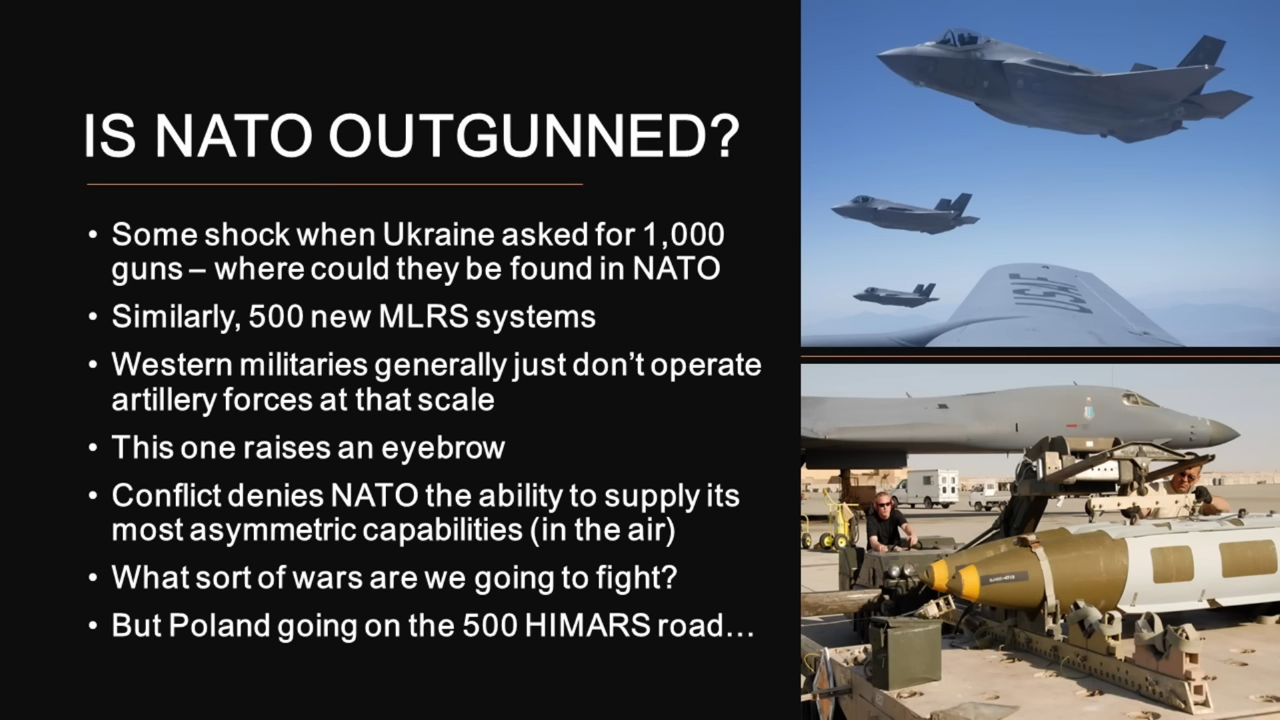 IS NATO OUTGUNNED?
• Some shock when Ukraine asked for 1,000
guns – where could they be found in NATO
• Similarly, 500 new MLRS systems
• Western militaries generally just don't operate
artillery forces at that scale
• This one raises an eyebrow
• Conflict denies NATO the ability to supply its
most asymmetric capabilities (in the air)
• What sort of wars are we going to fight?
• But Poland going on the 500 HIMARS road...